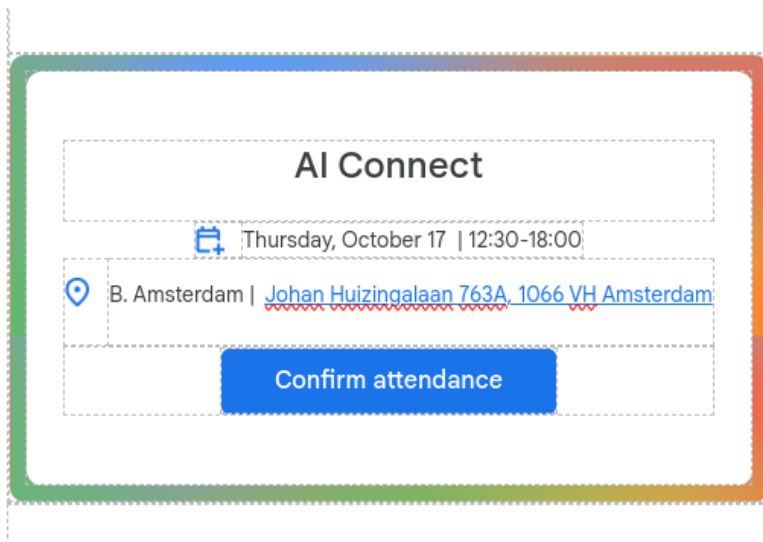 AI Connect
Thursday, October 17 | 12:30-18:00
B. Amsterdam | Johan Huizingalaan 763A, 1066 VH Amsterdam
Confirm attendance